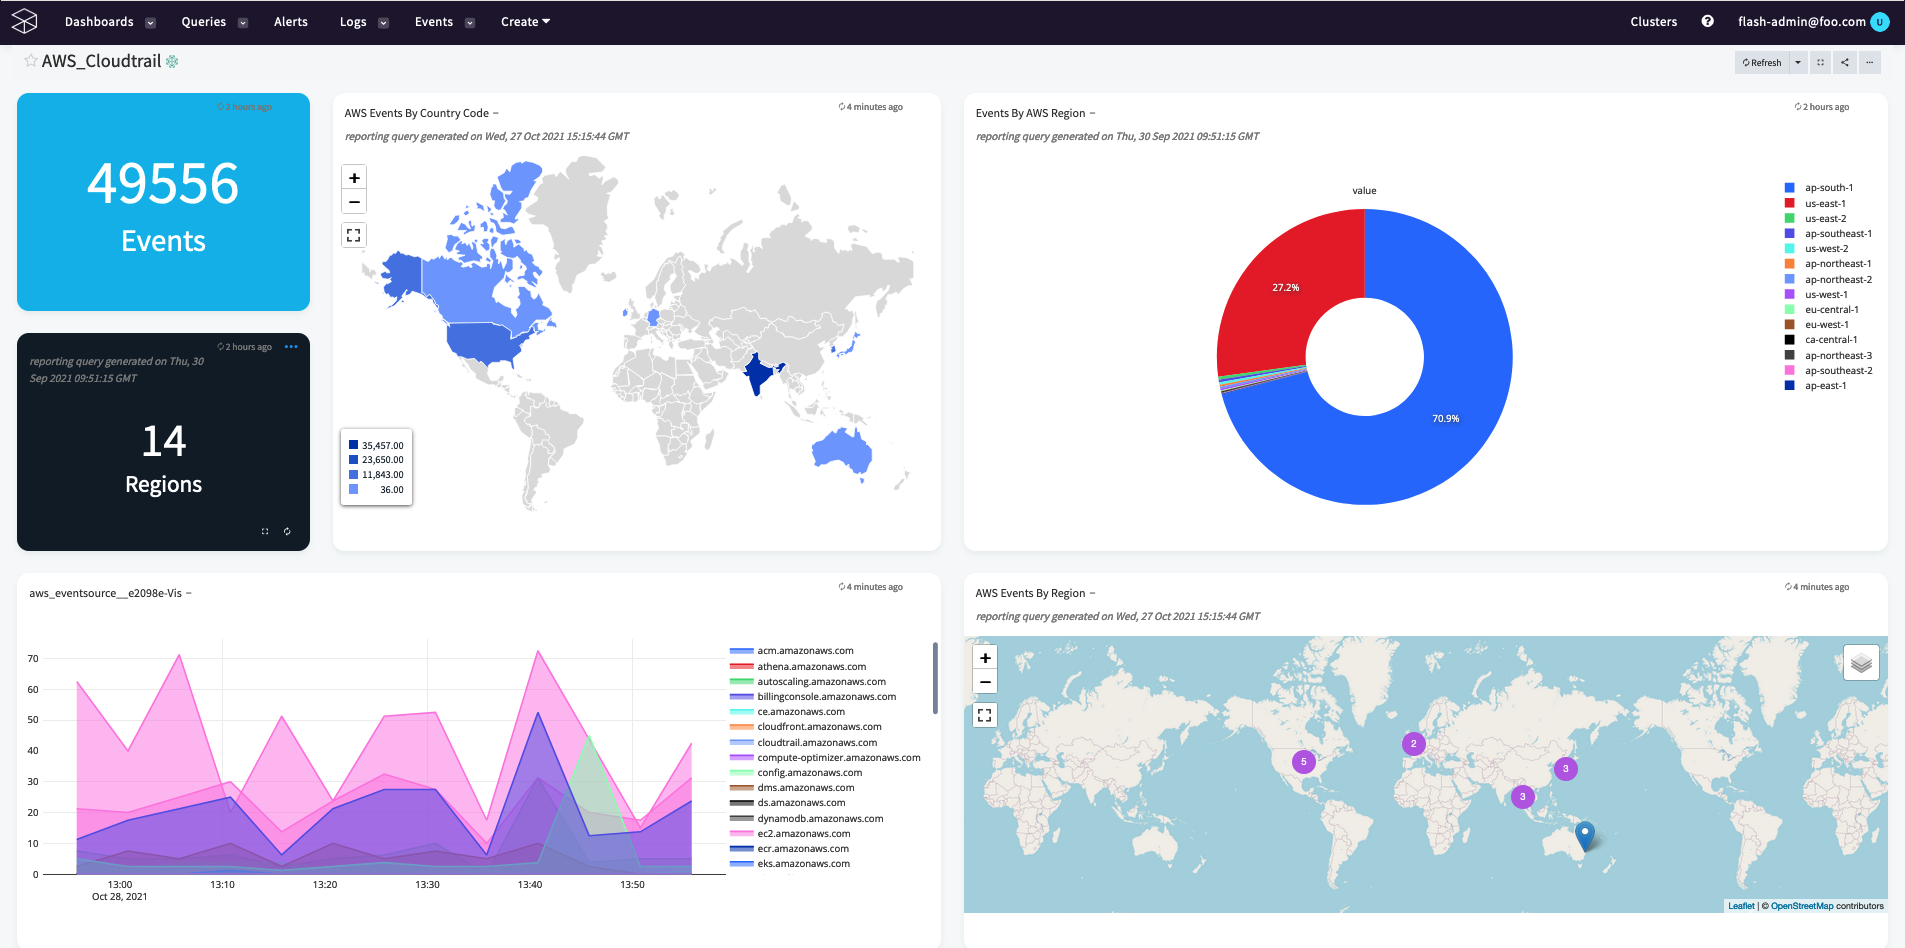 Dashboards Queries Alerts Logs Events Create Clusters flash-admin@foo.com U
AWS_Cloudtrail
Refresh
2 hours ago
49556
Events
2 hours ago
reporting query generated on Thu, 30
Sep 2021 09:51:15 GMT
14
Regions
AWS Events By Country Code –
4 minutes ago
reporting query generated on Wed, 27 Oct 2021 15:15:44 GMT
+
−
35,457.00
23,650.00
11,843.00
36.00
Events By AWS Region –
2 hours ago
reporting query generated on Thu, 30 Sep 2021 09:51:15 GMT
value
27.2%
70.9%
ap-south-1
us-east-1
us-east-2
ap-southeast-1
us-west-2
ap-northeast-1
ap-northeast-2
us-west-1
eu-central-1
eu-west-1
ca-central-1
ap-northeast-3
ap-southeast-2
ap-east-1
aws_eventsource__e2098e-Vis –
4 minutes ago
70
60
50
40
30
20
10
0
13:00 13:10 13:20 13:30 13:40 13:50
Oct 28, 2021
acm.amazonaws.com
athena.amazonaws.com
autoscaling.amazonaws.com
billingconsole.amazonaws.com
ce.amazonaws.com
cloudfront.amazonaws.com
cloudtrail.amazonaws.com
compute-optimizer.amazonaws.com
config.amazonaws.com
dms.amazonaws.com
ds.amazonaws.com
dynamodb.amazonaws.com
ec2.amazonaws.com
ecr.amazonaws.com
eks.amazonaws.com
AWS Events By Region –
4 minutes ago
reporting query generated on Wed, 27 Oct 2021 15:15:44 GMT
+
−
2
5
3
3
Leaflet | © OpenStreetMap contributors